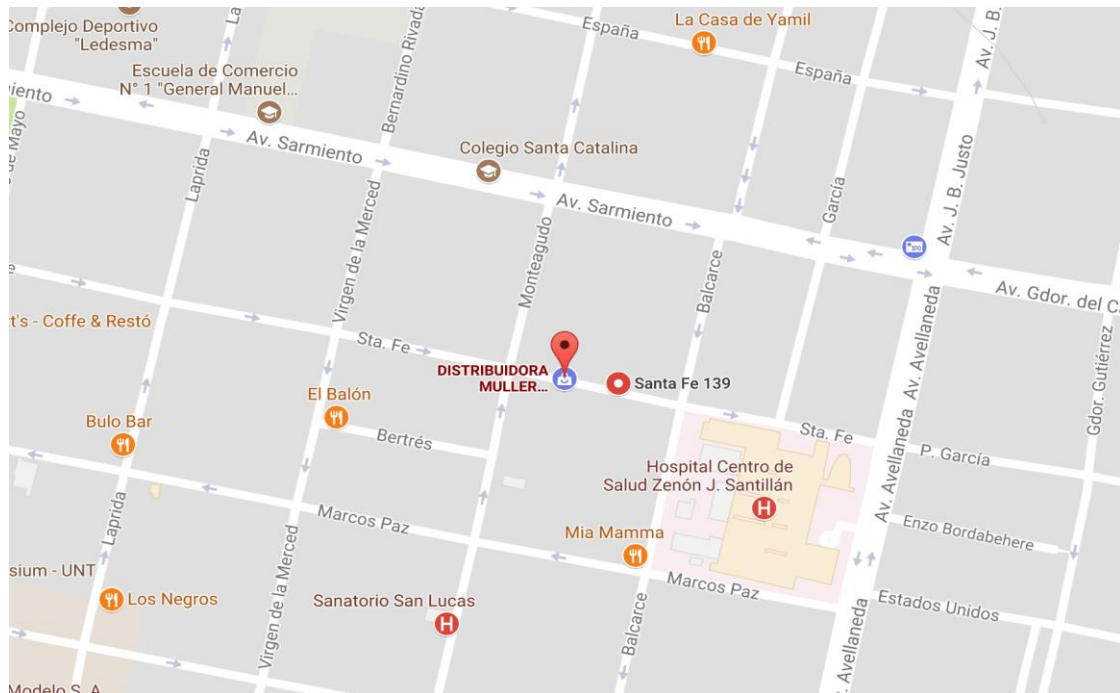 La Casa de Yamil
España
Complejo Deportivo
"Ledesma"
Bernardino Rivada
Av. J. B.
Escuela de Comercio
N° 1 "General Manuel...
España
Av. Sarmiento
Colegio Santa Catalina
Laprida
García
Av. J. B. Justo
Av. Sarmiento
Virgen de la Merced
Monteagudo
Balcarce
Av. Gdor. del C
t's - Coffe & Restó
Sta. Fe
Av. Avellaneda
DISTRIBUIDORA
MULLER...
Santa Fe 139
Gdor. Gutiérrez
El Balón
Bulo Bar
Bertrés
Sta. Fe
P. García
Av. Avellaneda
Hospital Centro de
Salud Zenón J. Santillán
H
Marcos Paz
Mia Mamma
Enzo Bordabehere
Laprida
sium - UNT
Marcos Paz
Los Negros
Virgen de la Merced
Sanatorio San Lucas
H
Balcarce
Estados Unidos
Avellaneda
Modelo S. A.